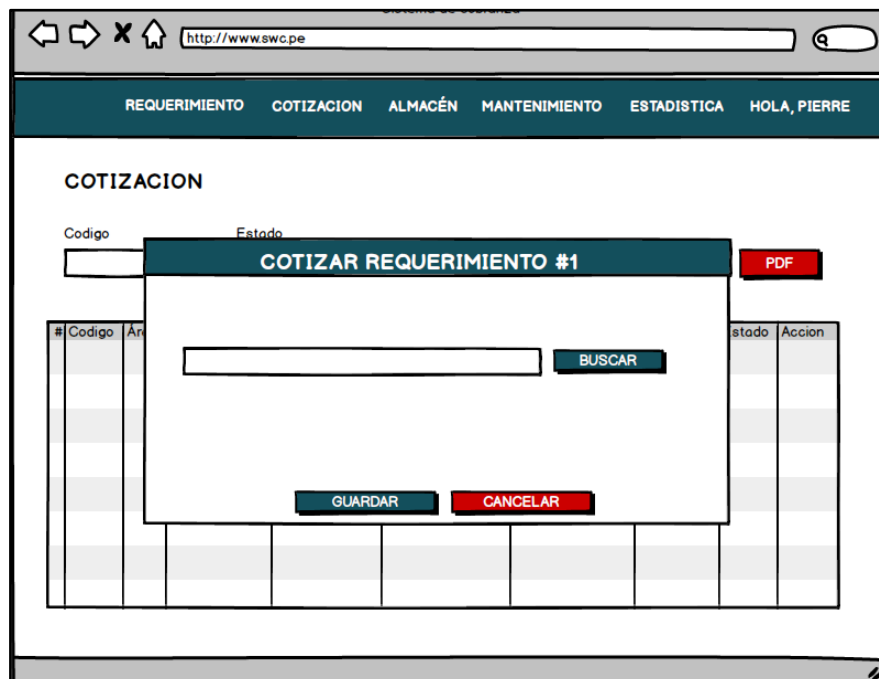 http://www.swc.pe
REQUERIMIENTO COTIZACION ALMACÉN MANTENIMIENTO ESTADISTICA HOLA, PIERRE
COTIZACION
Codigo Estado
COTIZAR REQUERIMIENTO #1
PDF
# Codigo Accion
BUSCAR
GUARDAR CANCELAR